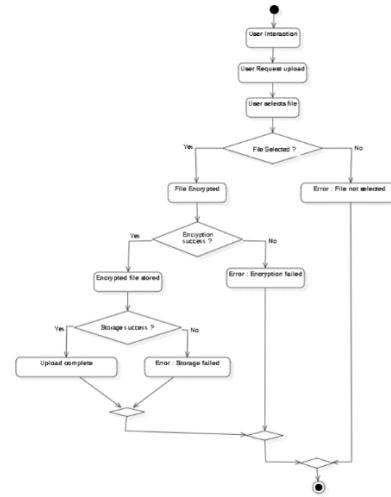 User Interaction
User Request upload
User selects file
File Selected ?
Yes
No
File Encrypted
Error : File not selected
Encryption
success ?
Yes
No
Encrypted file stored
Error : Encryption failed
Storage success ?
Yes
No
Upload complete
Error : Storage failed